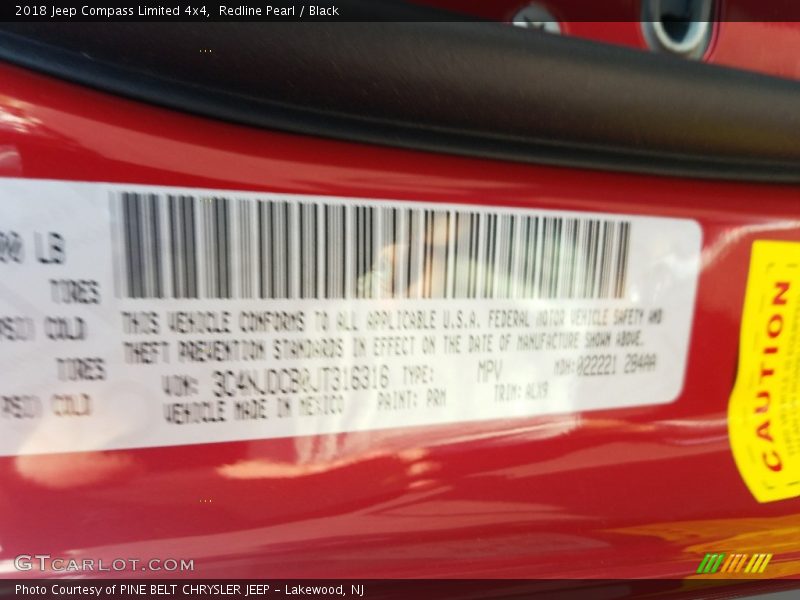 2018 Jeep Compass Limited 4x4, Redline Pearl / Black
00 LB
TIRES
PSI) COLD
TIRES
PSI) COLD
THIS VEHICLE CONFORMS TO ALL APPLICABLE U.S.A. FEDERAL MOTOR VEHICLE SAFETY AND
THEFT PREVENTION STANDARDS IN EFFECT ON THE DATE OF MANUFACTURE SHOWN ABOVE.
VIN: 3C4NJDCB0JT316316 TYPE: MPV MDH: 022221 284AA
VEHICLE MADE IN MEXICO PAINT: PRM TRIM: ALX9
CAUTION
GTCARLOT.COM
Photo Courtesy of PINE BELT CHRYSLER JEEP - Lakewood, NJ